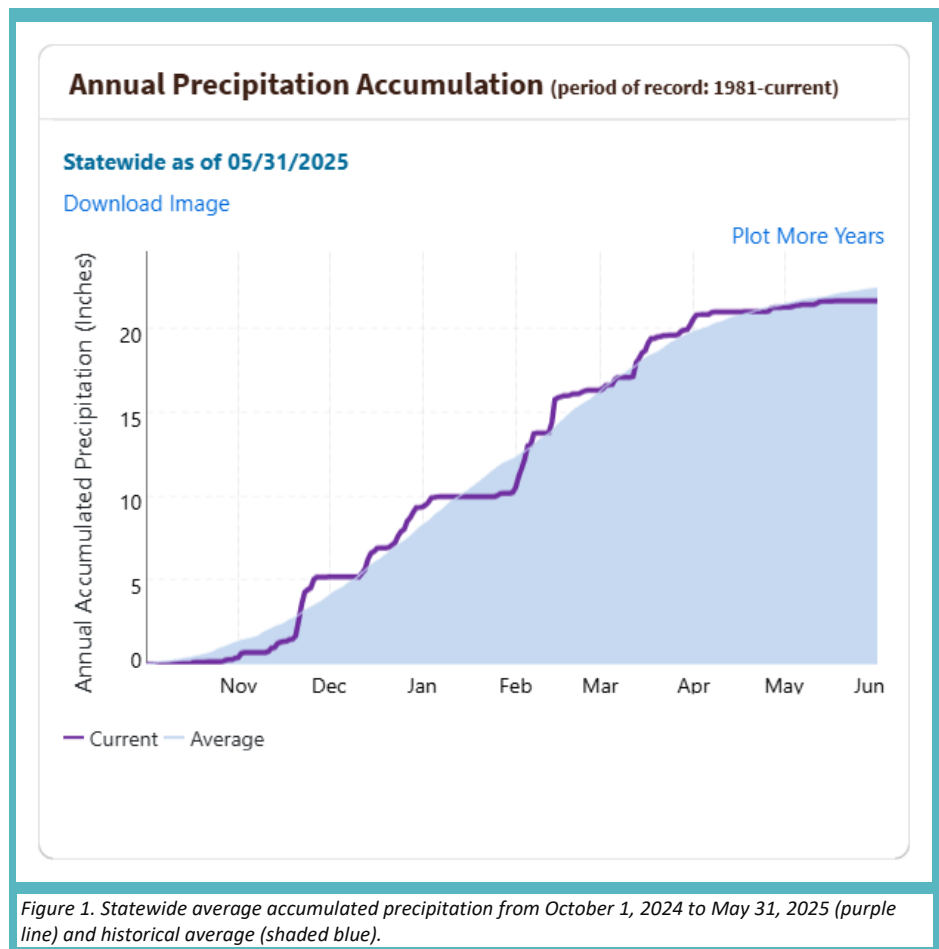 Annual Precipitation Accumulation (period of record: 1981-current)
Statewide as of 05/31/2025
Download Image
Plot More Years
Annual Accumulated Precipitation (Inches)
20
15
10
5
0
Nov Dec Jan Feb Mar Apr May Jun
Current Average
Figure 1. Statewide average accumulated precipitation from October 1, 2024 to May 31, 2025 (purple
line) and historical average (shaded blue).